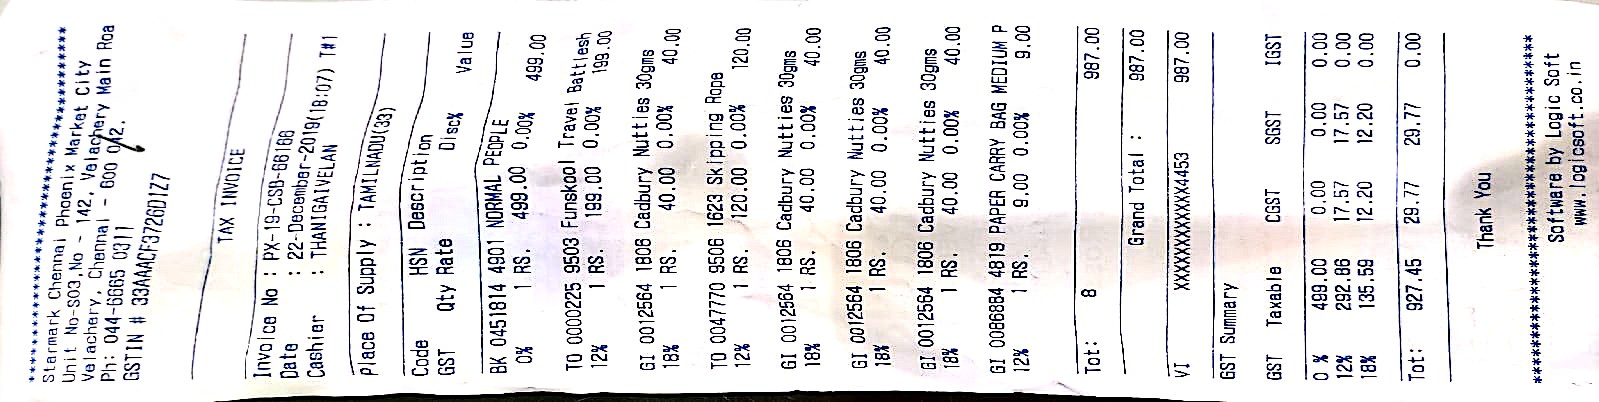 ************************************
Starmark Chennai Phoenix Market City
Unit No-S03,No - 142, Velachery Main Roa
Velachery, Chennai - 600 042.
Ph: 044-6665 0311
GSTIN # 33AAACF3726D1Z7
TAX INVOICE
Invoice No : PX-19-CSB-66166
Date : 22-December-2019(18:07) T#1
Cashier : THANIGAIVELAN
Place Of Supply : TAMILNADU(33)
Code HSN Description
GST Qty Rate Disc% Value
BK 0451814 4901 NORMAL PEOPLE
0% 1 RS. 499.00 0.00% 499.00
TO 0000225 9503 Funskool Travel Battlesh
12% 1 RS. 199.00 0.00% 199.00
GI 0012564 1806 Cadbury Nutties 30gms
18% 1 RS. 40.00 0.00% 40.00
TO 0047770 9506 1623 Skipping Rope
12% 1 RS. 120.00 0.00% 120.00
GI 0012564 1806 Cadbury Nutties 30gms
18% 1 RS. 40.00 0.00% 40.00
GI 0012564 1806 Cadbury Nutties 30gms
18% 1 RS. 40.00 0.00% 40.00
GI 0012564 1806 Cadbury Nutties 30gms
18% 1 RS. 40.00 0.00% 40.00
GI 0086884 4819 PAPER CARRY BAG MEDIUM P
12% 1 RS. 9.00 0.00% 9.00
Tot: 8 987.00
Grand Total : 987.00
VI XXXXXXXXXXXX4453 987.00
GST Summary
GST Taxable CGST SGST IGST
0 % 499.00 0.00 0.00 0.00
12% 292.86 17.57 17.57 0.00
18% 135.59 12.20 12.20 0.00
Tot: 927.45 29.77 29.77 0.00
Thank You
************************************
Software by Logic Soft
www.logicsoft.co.in